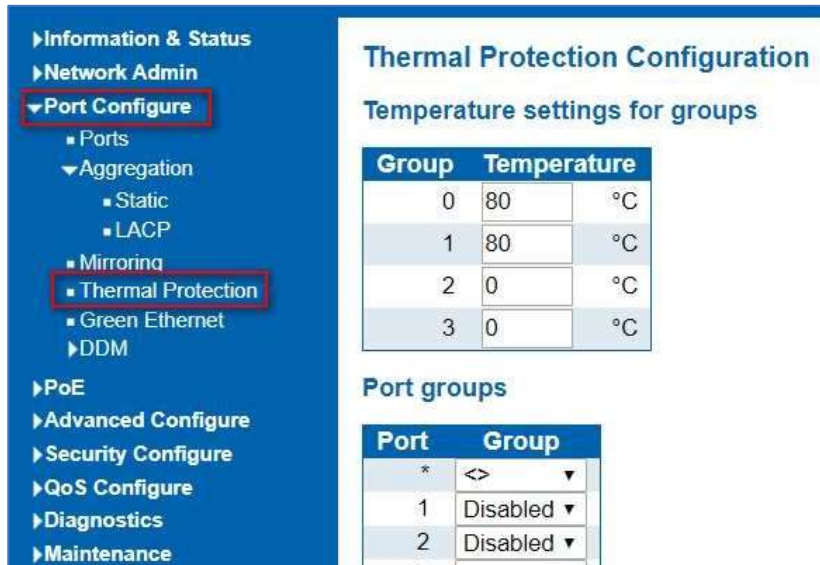 Information & Status
Network Admin
Port Configure
Ports
Aggregation
Static
LACP
Mirroring
Thermal Protection
Green Ethernet
DDM
PoE
Advanced Configure
Security Configure
QoS Configure
Diagnostics
Maintenance
Thermal Protection Configuration
Temperature settings for groups
Group Temperature
0 80 °C
1 80 °C
2 0 °C
3 0 °C
Port groups
Port Group
* <>
1 Disabled
2 Disabled